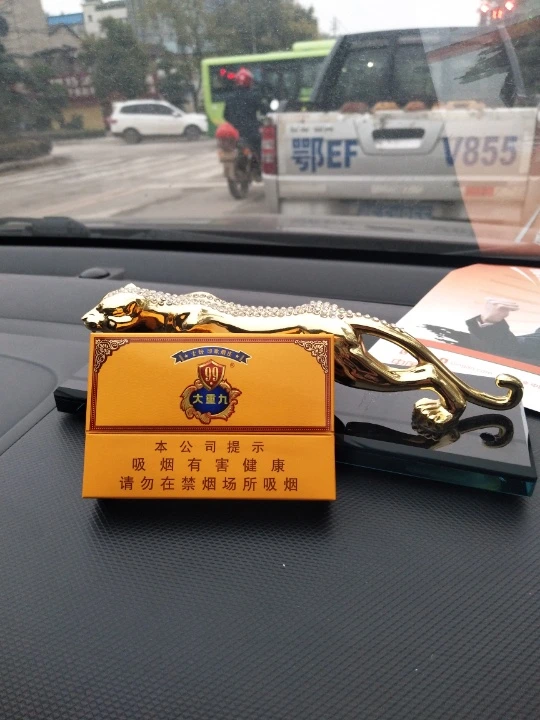 鄂EF V855
99
大重九
本公司提示
吸烟有害健康
请勿在禁烟场所吸烟